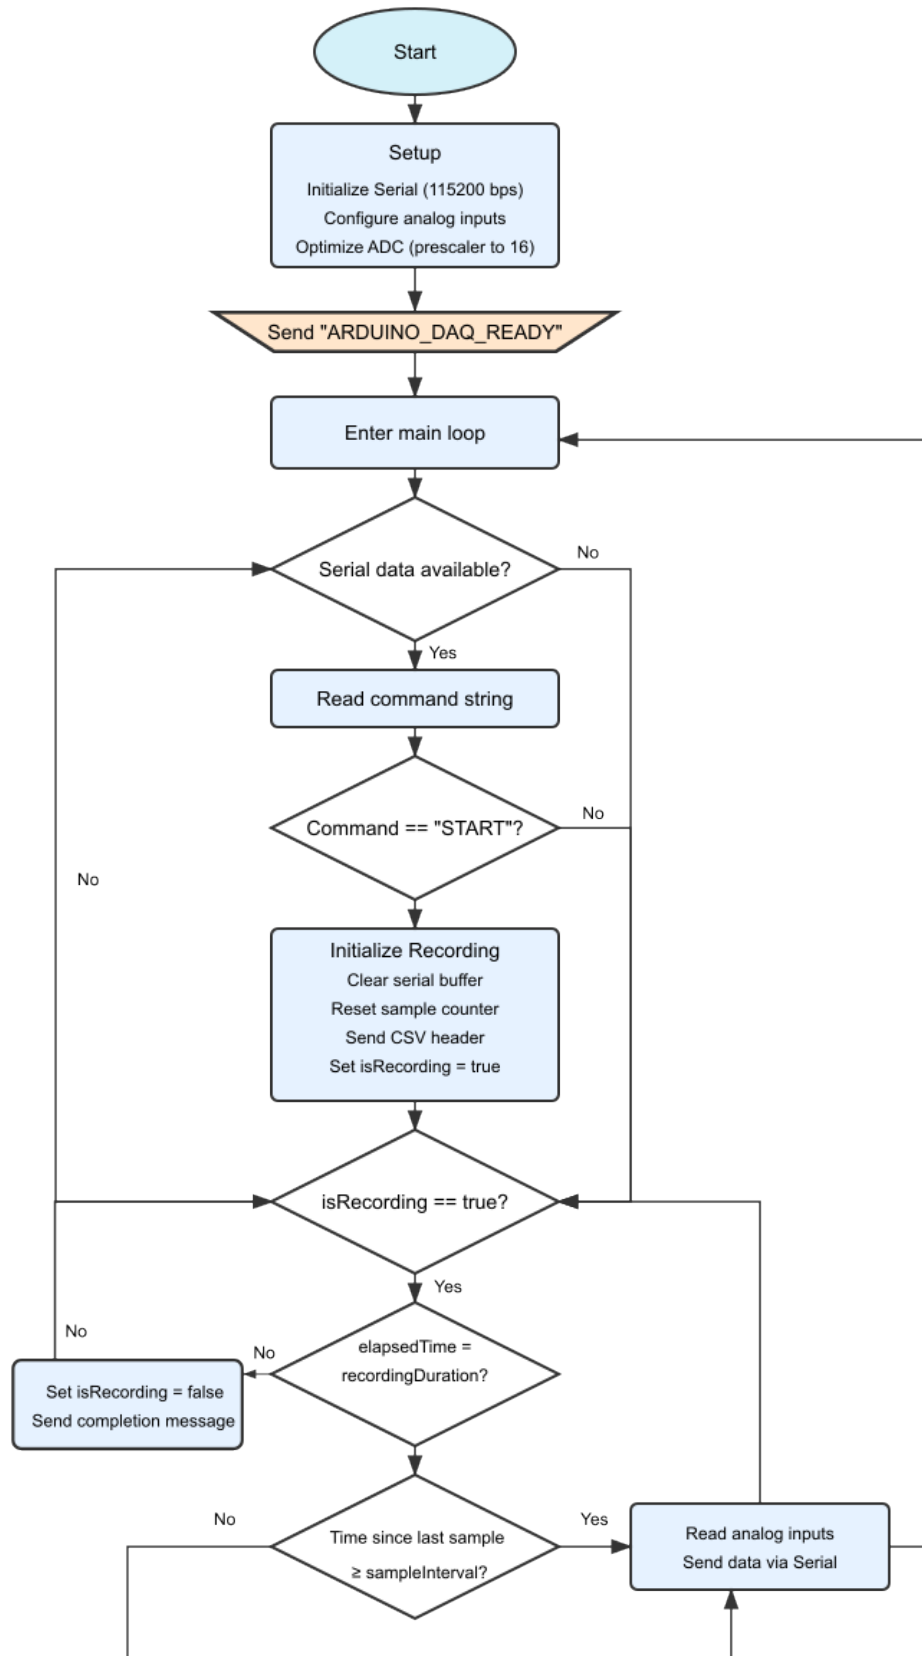 Start
Setup
Initialize Serial (115200 bps)
Configure analog inputs
Optimize ADC (prescaler to 16)
Send "ARDUINO_DAQ_READY"
Enter main loop
No
Serial data available?
Yes
Read command string
No
Command == "START"?
No
Initialize Recording
Clear serial buffer
Reset sample counter
Send CSV header
Set isRecording = true
isRecording == true?
Yes
No
elapsedTime =
recordingDuration?
No
Set isRecording = false
Send completion message
No
Time since last sample
≥ sampleInterval?
Yes
Read analog inputs
Send data via Serial